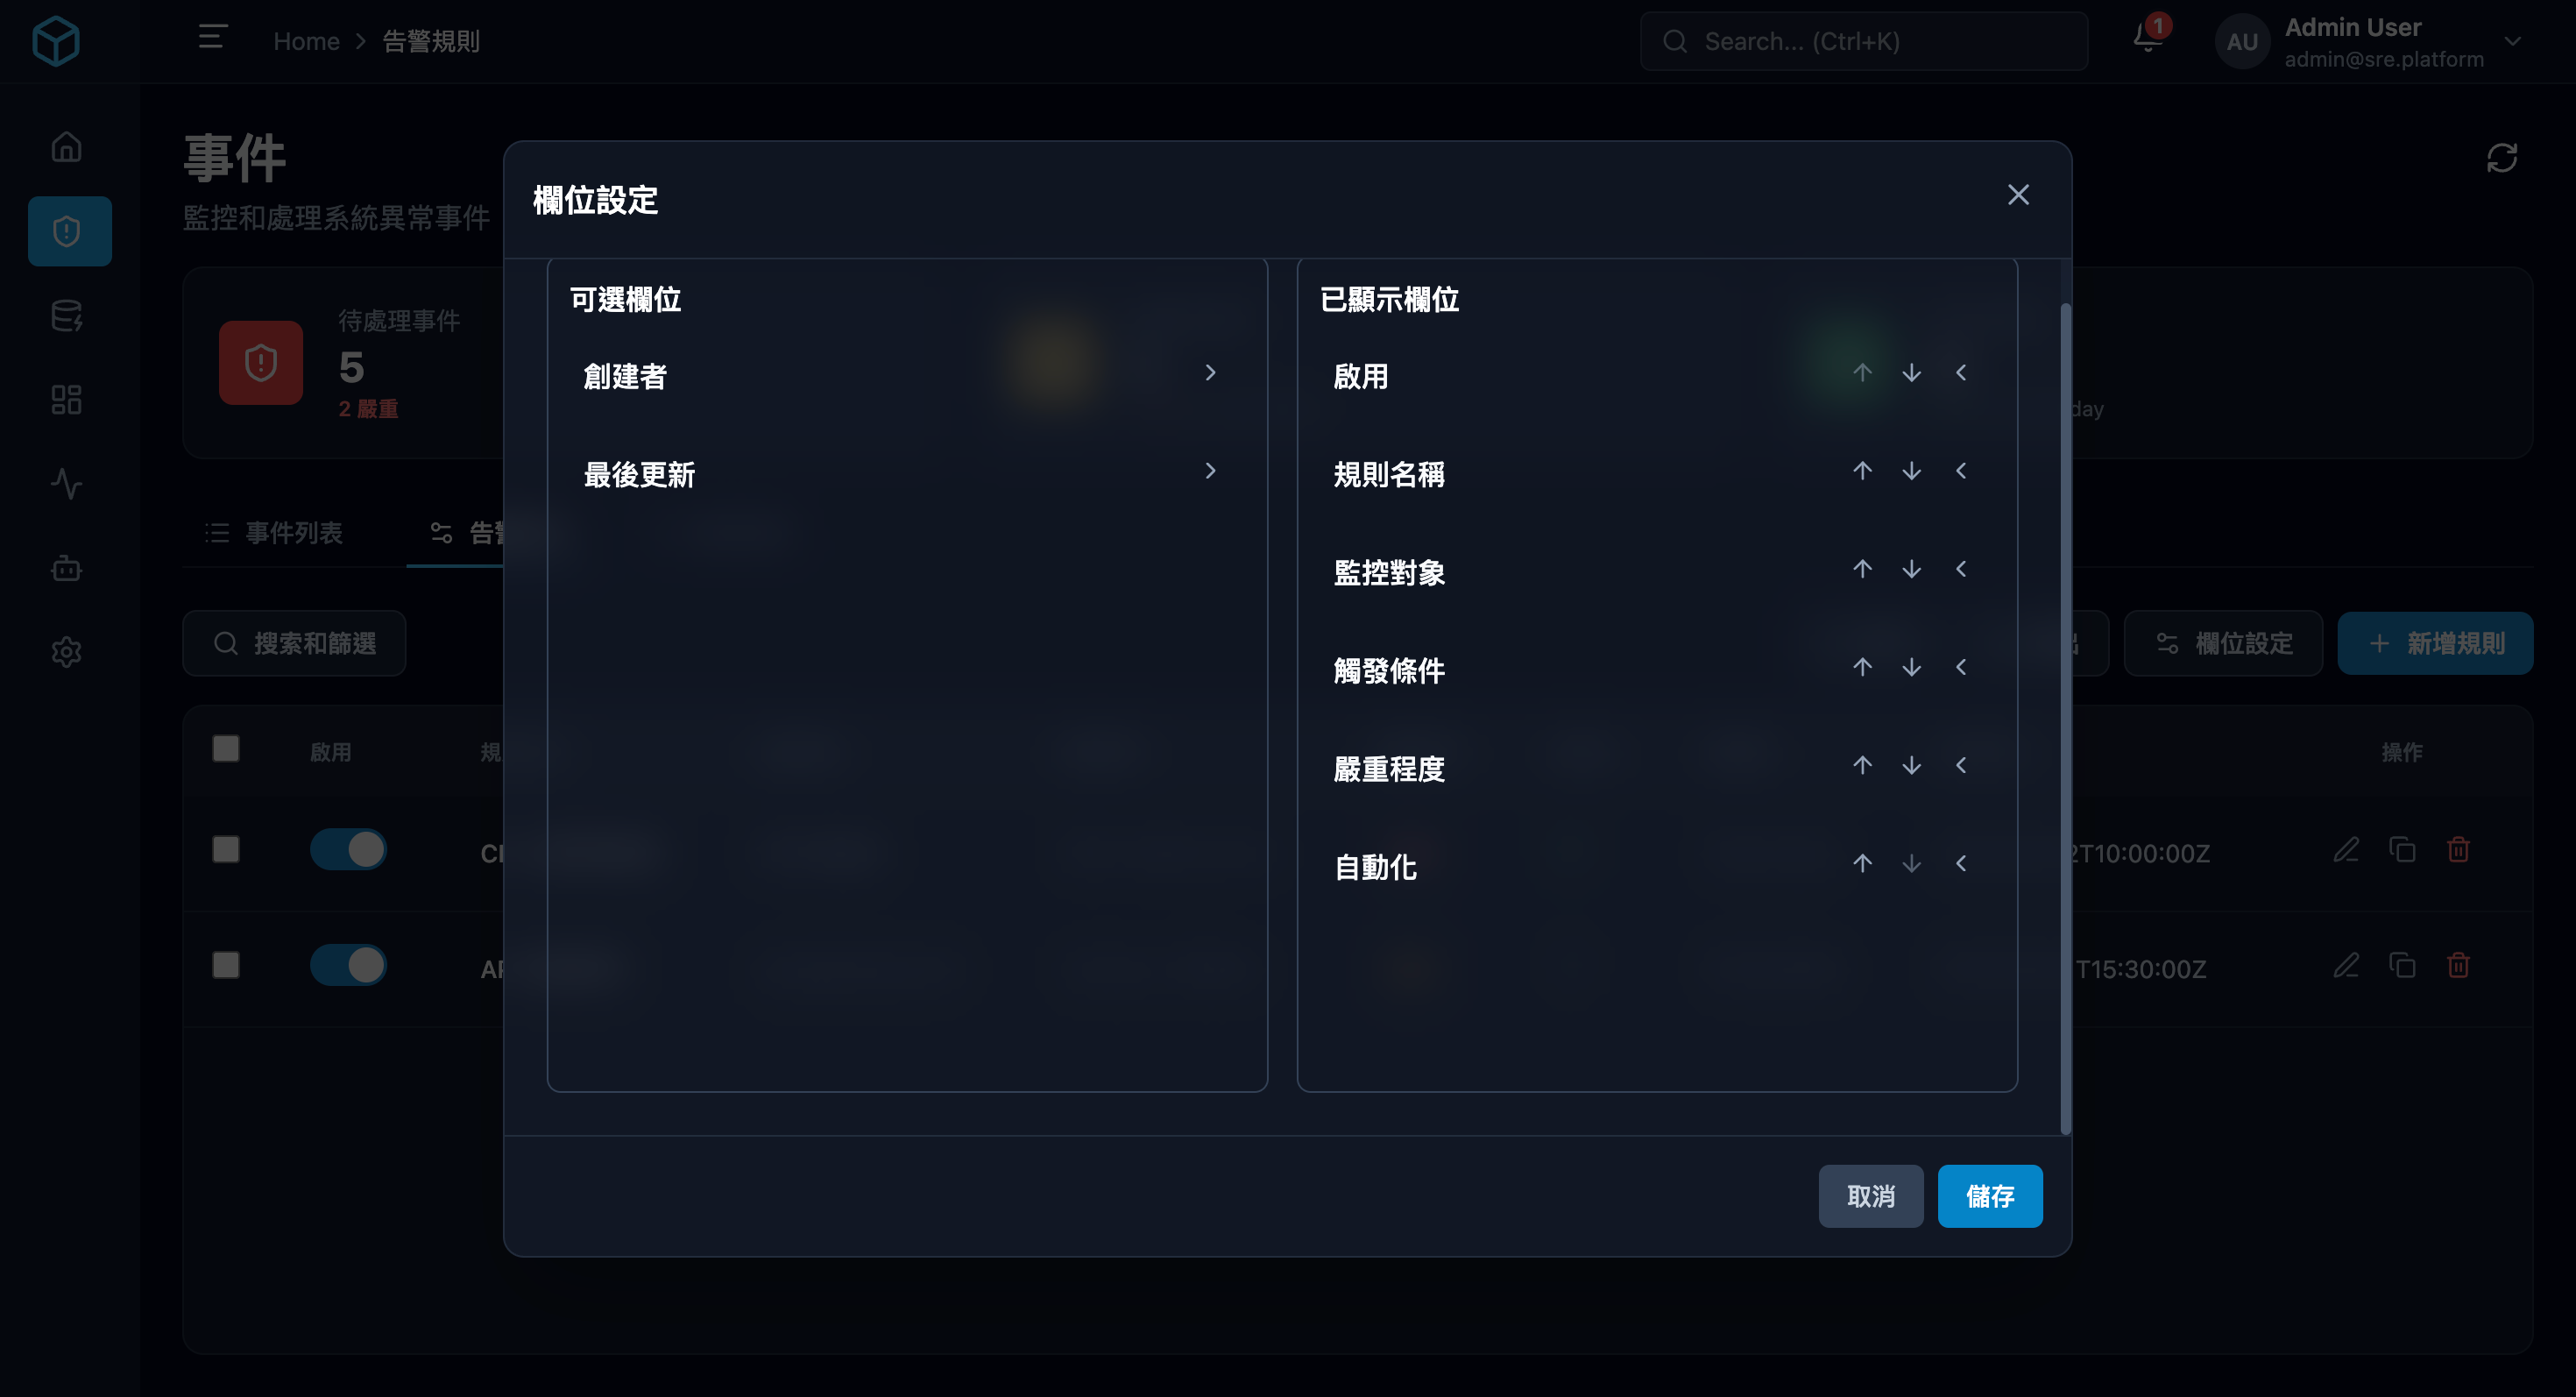 Home > 告警規則
Search... (Ctrl+K)
1
AU
Admin User
admin@sre.platform
事件
監控和處理系統異常事件
待處理事件
5
2 嚴重
day
事件列表
告警
搜索和篩選
欄位設定
新增規則
啟用
規
操作
T10:00:00Z
T15:30:00Z
欄位設定
可選欄位
創建者
最後更新
已顯示欄位
啟用
規則名稱
監控對象
觸發條件
嚴重程度
自動化
取消
儲存